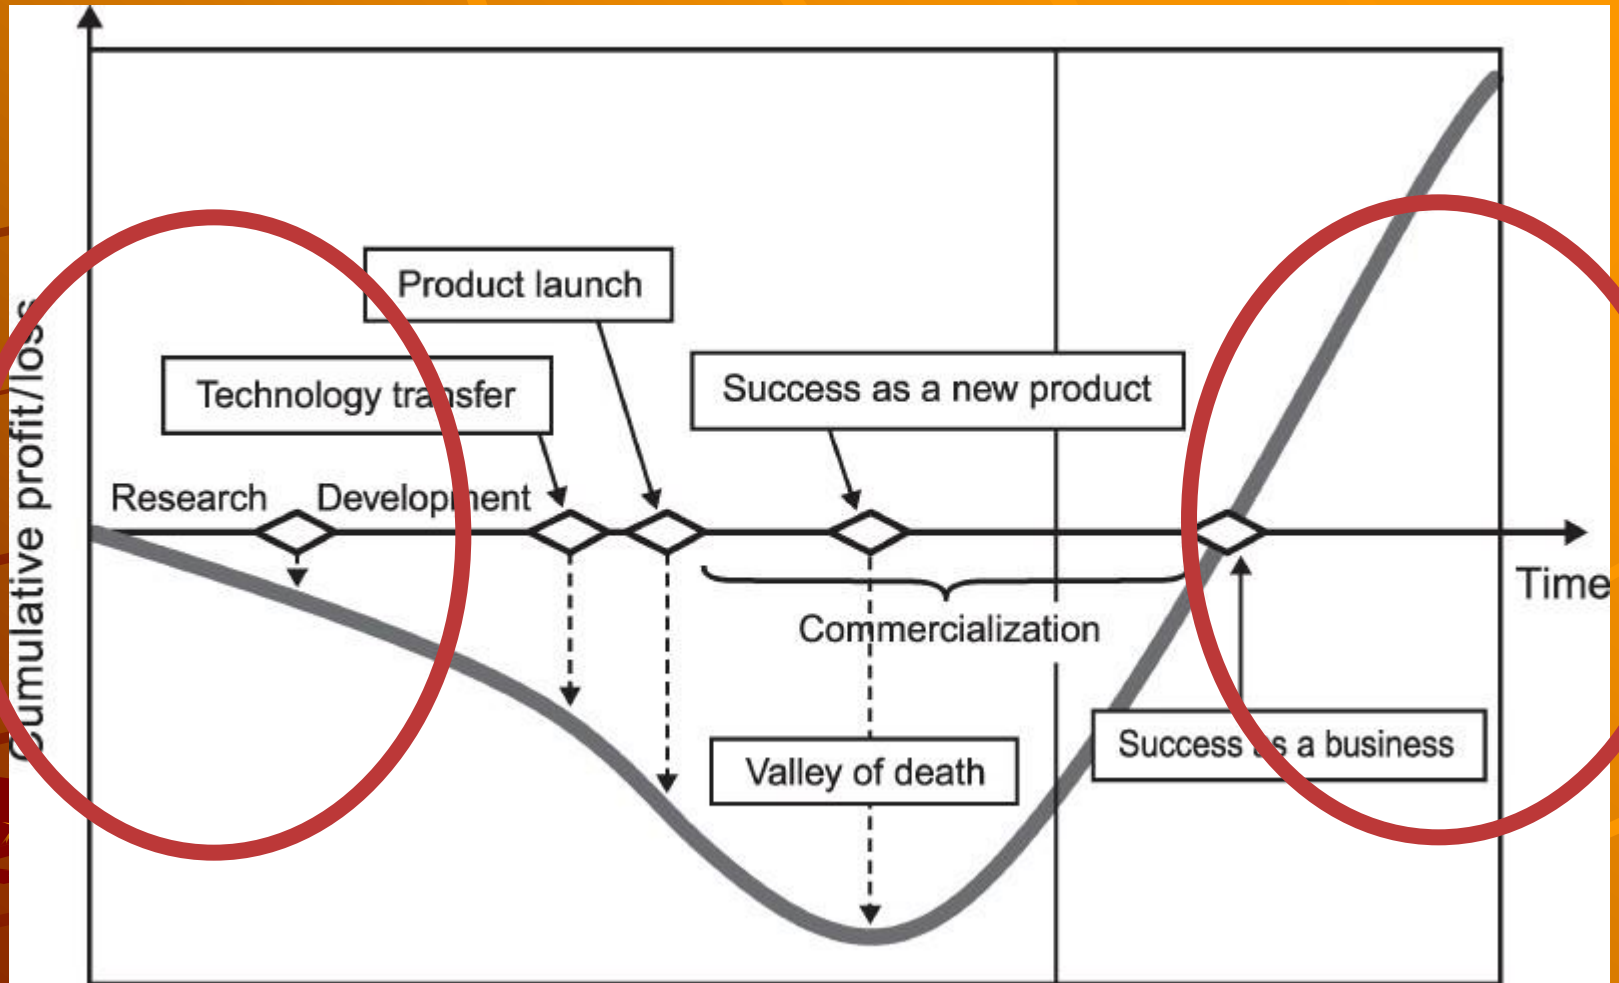 Cumulative profit/loss
Product launch
Technology transfer
Success as a new product
Research
Development
Time
Commercialization
Valley of death
Success as a business